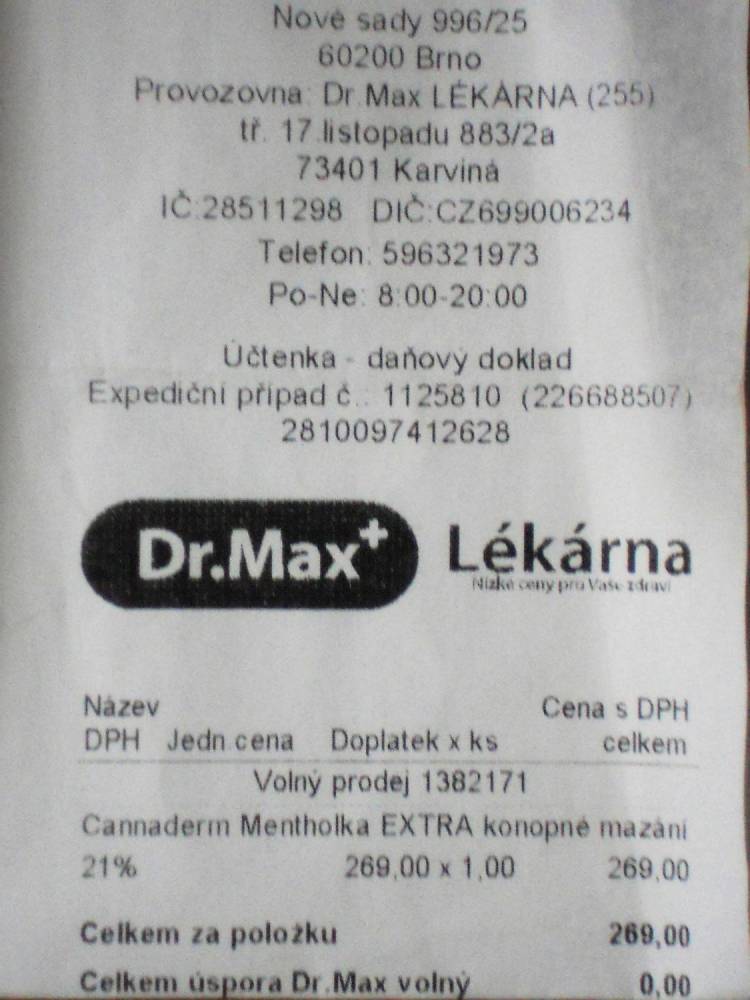 Nové sady 996/25
60200 Brno
Provozovna: Dr.Max LÉKÁRNA (255)
tř. 17.listopadu 883/2a
73401 Karviná
IČ:28511298 DIČ:CZ699006234
Telefon: 596321973
Po-Ne: 8:00-20:00
Účtenka - daňový doklad
Expediční případ č.: 1125810 (226688507)
2810097412628
Dr.Max+ Lékárna
Nízké ceny pro Vaše zdraví
Název Cena s DPH
DPH Jedn.cena Doplatek x ks celkem
Volný prodej 1382171
Cannaderm Mentholka EXTRA konopné mazání
21% 269,00 x 1,00 269,00
Celkem za položku 269,00
Celkem úspora Dr.Max volný 0,00